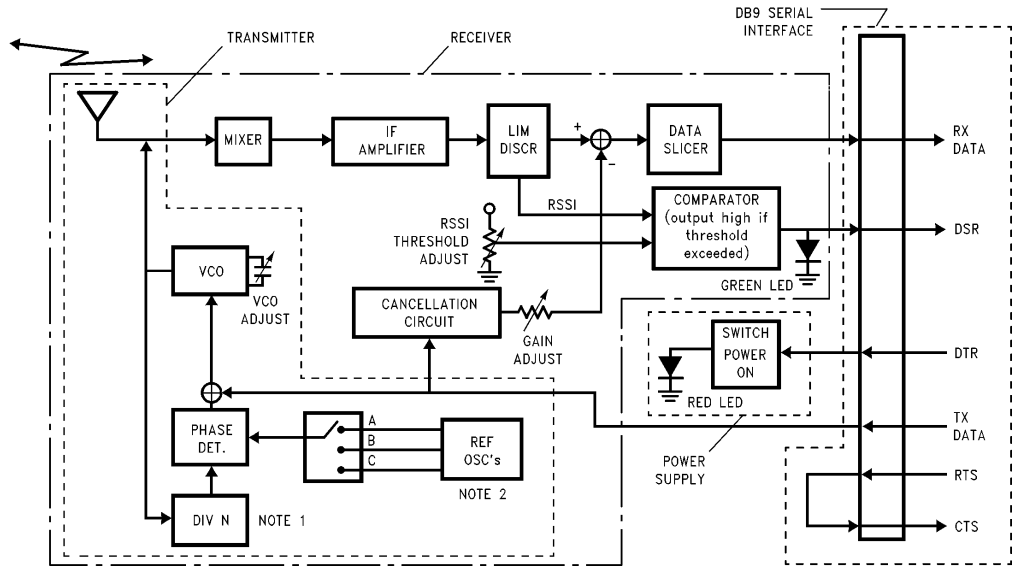 DB9 SERIAL
INTERFACE
TRANSMITTER
RECEIVER
MIXER
IF
AMPLIFIER
LIM
DISCR
+
-
DATA
SLICER
RX
DATA
RSSI
COMPARATOR
(output high if
threshold
exceeded)
DSR
RSSI
THRESHOLD
ADJUST
GREEN LED
VCO
VCO
ADJUST
CANCELLATION
CIRCUIT
GAIN
ADJUST
SWITCH
POWER
ON
DTR
RED LED
PHASE
DET.
A
B
C
REF
OSC's
NOTE 2
TX
DATA
POWER
SUPPLY
RTS
DIV N
NOTE 1
CTS